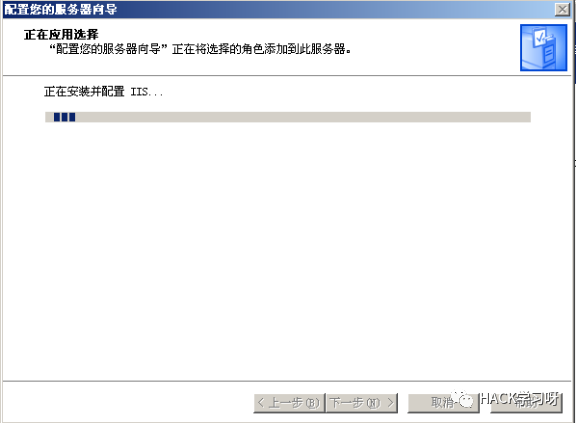 配置您的服务器向导
正在应用选择
“配置您的服务器向导”正在将选择的角色添加到此服务器。
正在安装并配置 IIS...
< 上一步(B) 下一步(N) > 取消
HACK学习呀